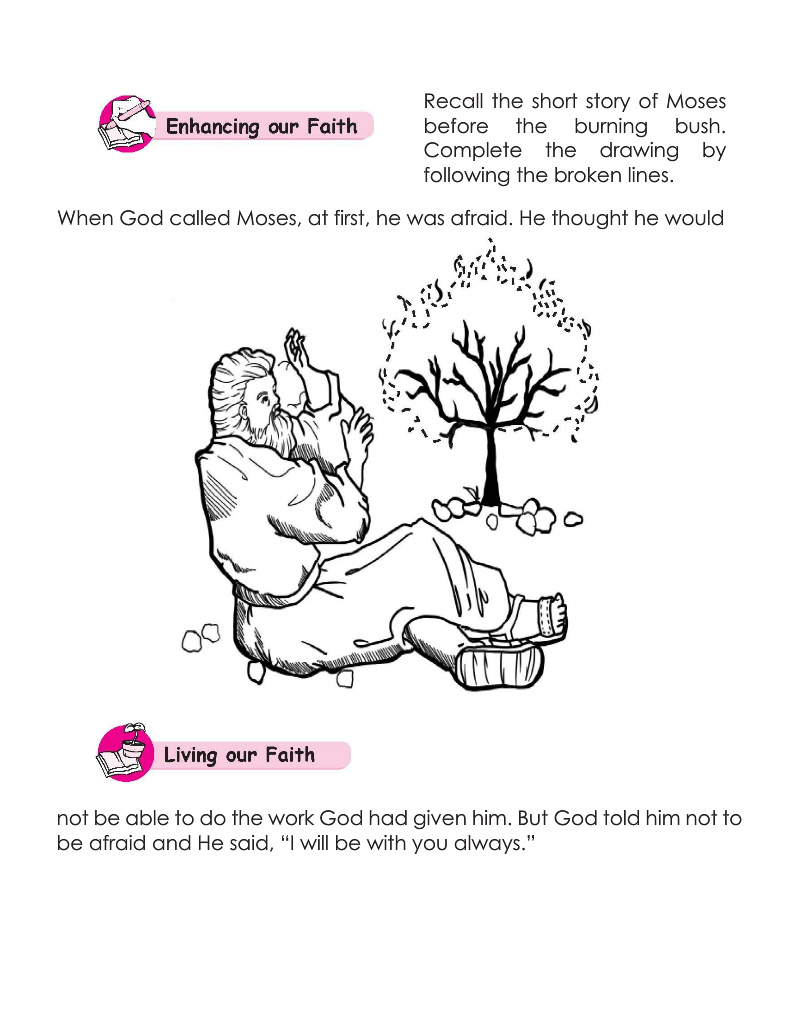 Enhancing our Faith
Recall the short story of Moses
before the burning bush.
Complete the drawing by
following the broken lines.
When God called Moses, at first, he was afraid. He thought he would
Living our Faith
not be able to do the work God had given him. But God told him not to
be afraid and He said, “I will be with you always.”